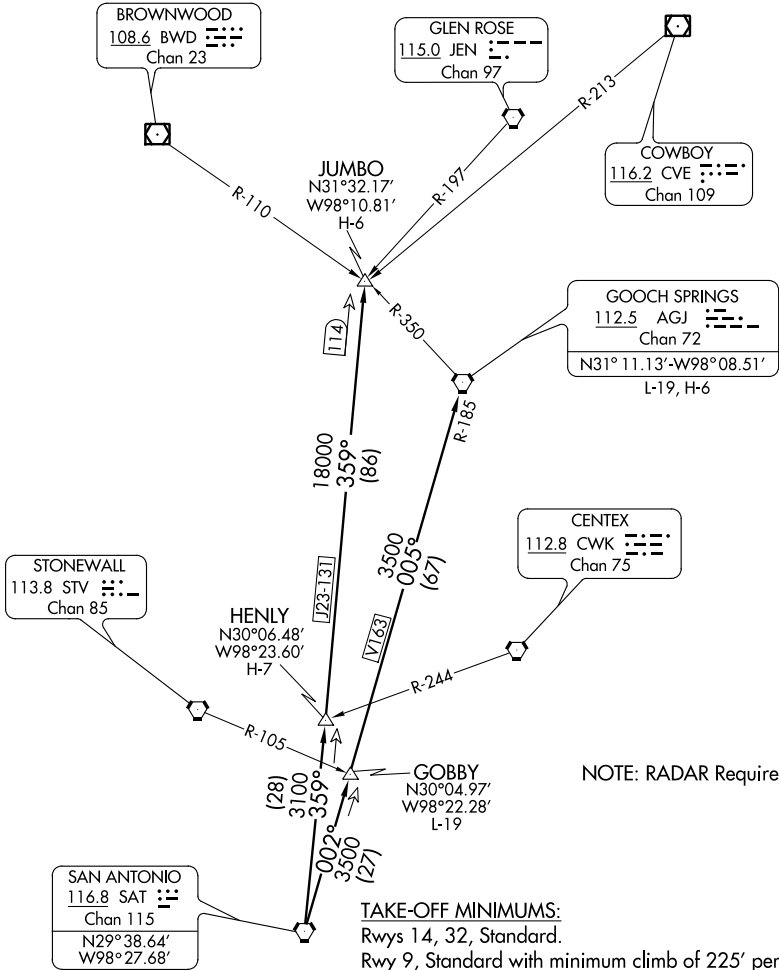 BROWNWOOD
108.6 BWD
Chan 23
GLEN ROSE
115.0 JEN
Chan 97
COWBOY
116.2 CVE
Chan 109
R-213
R-197
R-110
JUMBO
N31°32.17'
W98°10.81'
H-6
R-350
114
GOOCH SPRINGS
112.5 AGJ
Chan 72
N31° 11.13'-W98°08.51'
L-19, H-6
R-185
18000
359°
(86)
3500
005°
(67)
J23-131
V163
CENTEX
112.8 CWK
Chan 75
STONEWALL
113.8 STV
Chan 85
HENLY
N30°06.48'
W98°23.60'
H-7
R-244
R-105
GOBBY
N30°04.97'
W98°22.28'
L-19
NOTE: RADAR Require
(28)
3100
359°
002°
3500
(27)
SAN ANTONIO
116.8 SAT
Chan 115
N29°38.64'
W98°27.68'
TAKE-OFF MINIMUMS:
Rwys 14, 32, Standard.
Rwy 9, Standard with minimum climb of 225' per